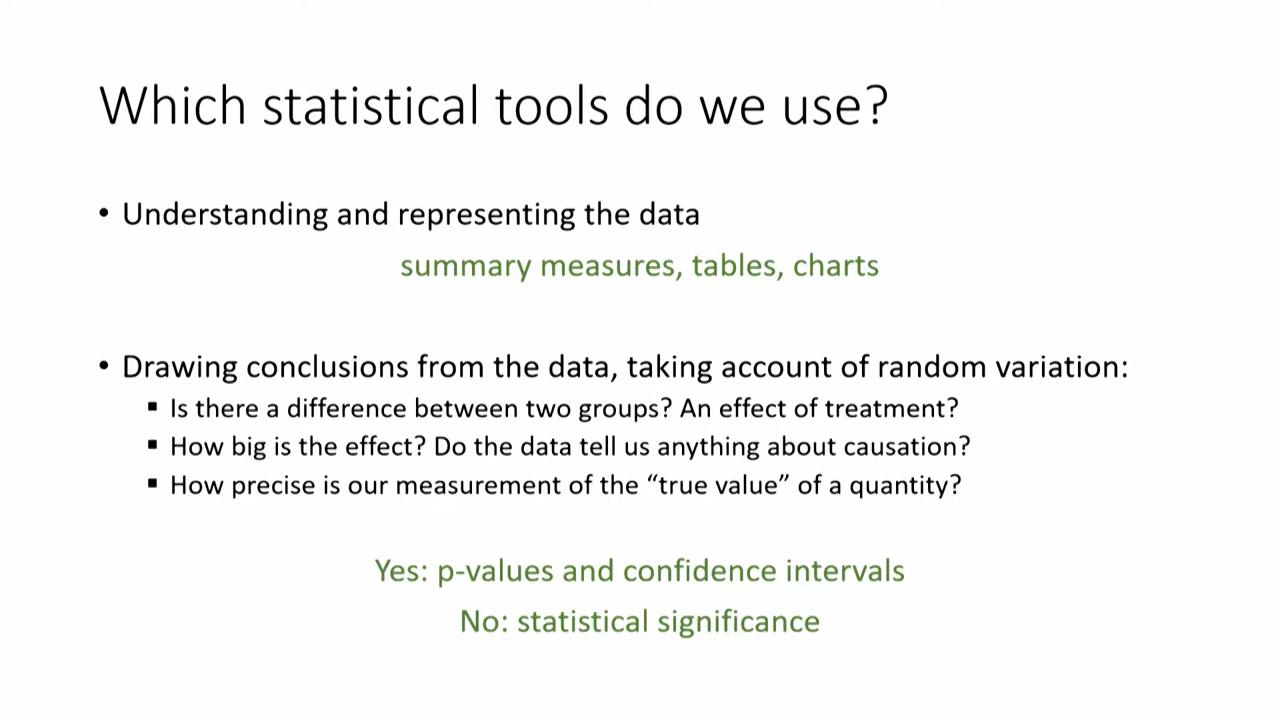 Which statistical tools do we use?
• Understanding and representing the data
summary measures, tables, charts
• Drawing conclusions from the data, taking account of random variation:
▪ Is there a difference between two groups? An effect of treatment?
▪ How big is the effect? Do the data tell us anything about causation?
▪ How precise is our measurement of the “true value” of a quantity?
Yes: p-values and confidence intervals
No: statistical significance